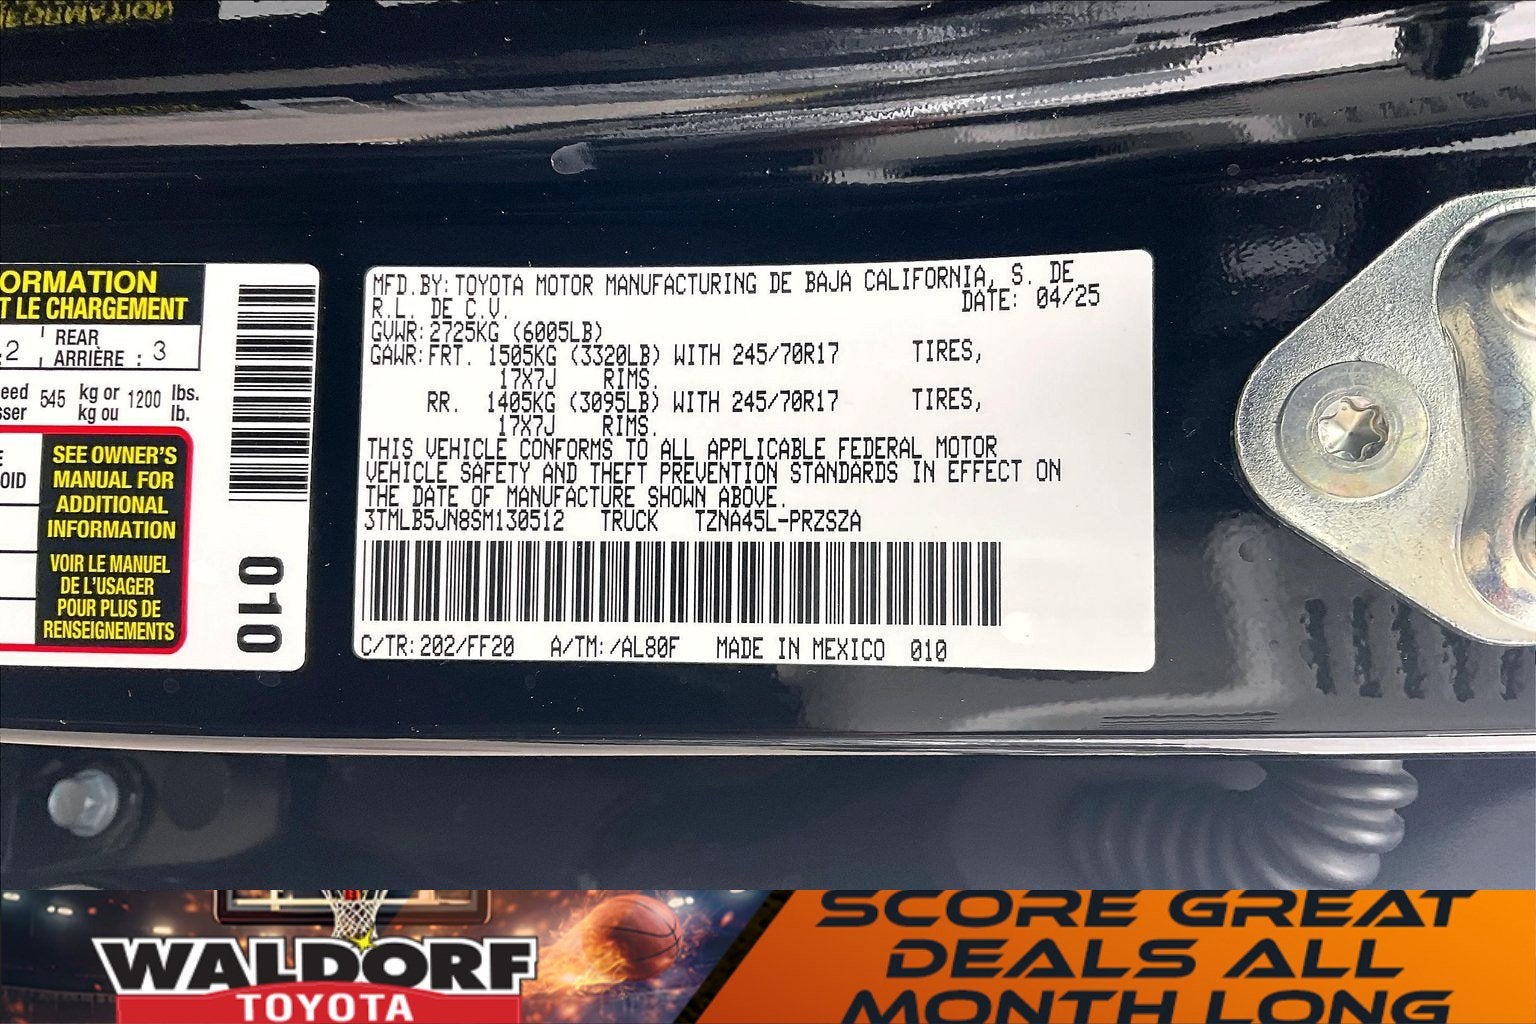 ORMATION
T LE CHARGEMENT
2 REAR
ARRIÈRE : 3
eed 545 kg or 1200 lbs.
sser kg ou lb.
OID
SEE OWNER'S
MANUAL FOR
ADDITIONAL
INFORMATION
VOIR LE MANUEL
DE L'USAGER
POUR PLUS DE
RENSEIGNEMENTS
010
MFD.BY:TOYOTA MOTOR MANUFACTURING DE BAJA CALIFORNIA, S. DE
R.L. DE C.V. DATE: 04/25
GVWR:2725KG (6005LB)
GAWR:FRT. 1505KG (3320LB) WITH 245/70R17 TIRES,
17X7J RIMS.
RR. 1405KG (3095LB) WITH 245/70R17 TIRES,
17X7J RIMS.
THIS VEHICLE CONFORMS TO ALL APPLICABLE FEDERAL MOTOR
VEHICLE SAFETY AND THEFT PREVENTION STANDARDS IN EFFECT ON
THE DATE OF MANUFACTURE SHOWN ABOVE.
3TMLB5JN8SM130512 TRUCK TZNA45L-PRZSZA
C/TR:202/FF20 A/TM:/AL80F MADE IN MEXICO 010
WALDORF
TOYOTA
SCORE GREAT
DEALS ALL
MONTH LONG